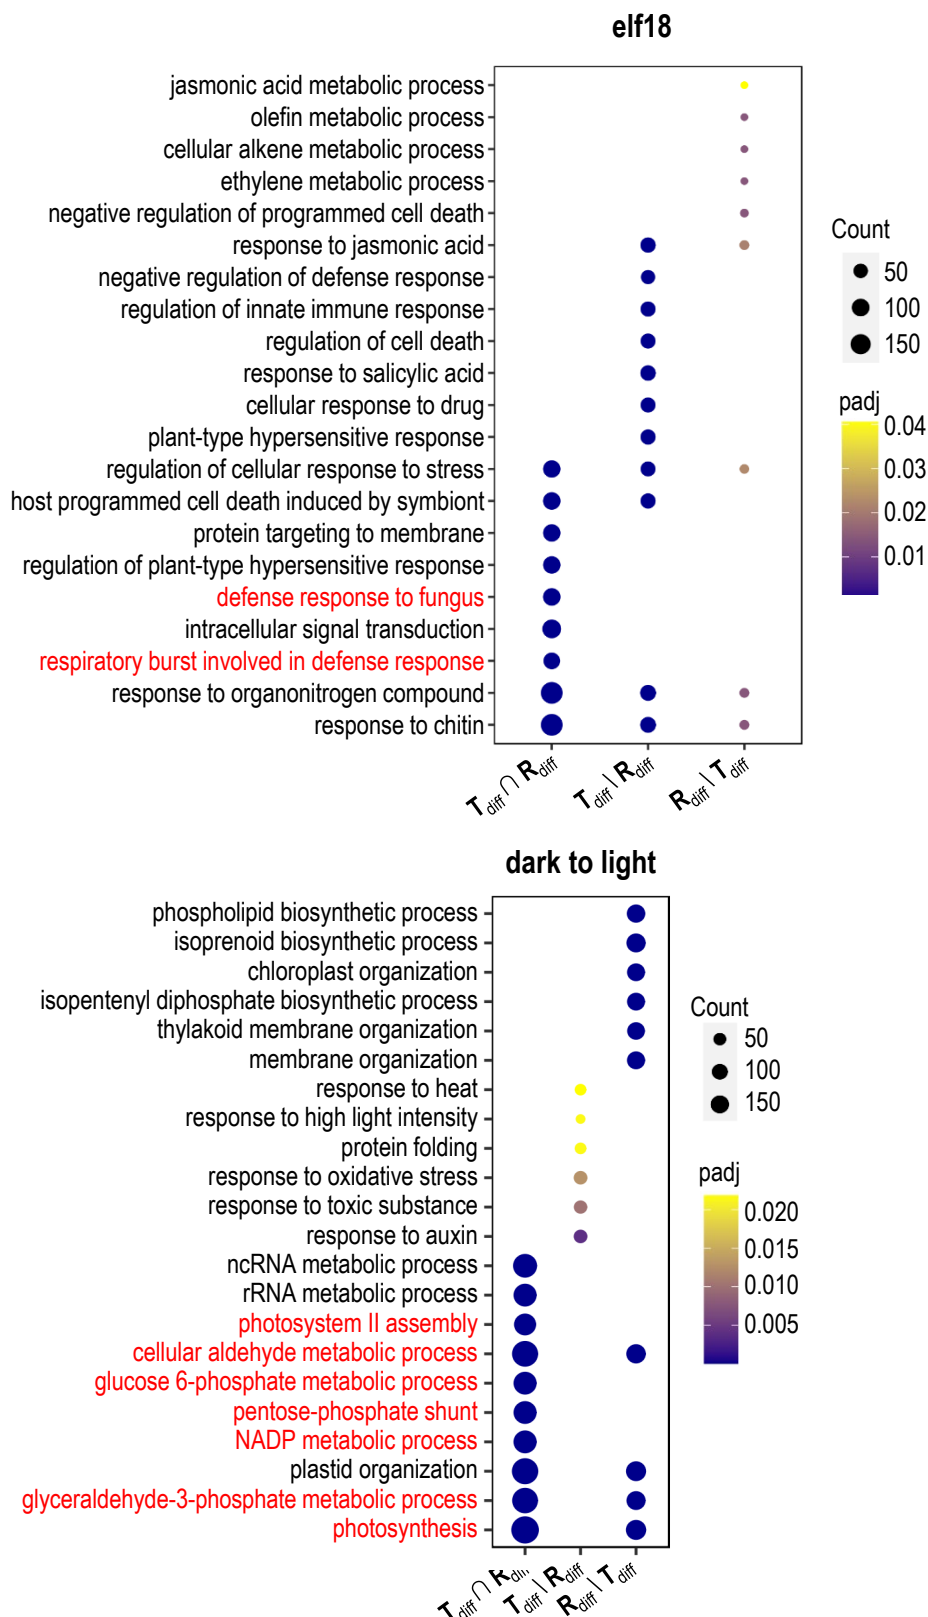 elf18
jasmonic acid metabolic process
olefin metabolic process
cellular alkene metabolic process
ethylene metabolic process
negative regulation of programmed cell death
response to jasmonic acid
negative regulation of defense response
regulation of innate immune response
regulation of cell death
response to salicylic acid
cellular response to drug
plant-type hypersensitive response
regulation of cellular response to stress
host programmed cell death induced by symbiont
protein targeting to membrane
regulation of plant-type hypersensitive response
defense response to fungus
intracellular signal transduction
respiratory burst involved in defense response
response to organonitrogen compound
response to chitin
Count
50
100
150
padj
0.04
0.03
0.02
0.01
Tdiff ∩ Rdiff
Tdiff \ Rdiff
Rdiff \ Tdiff
dark to light
phospholipid biosynthetic process
isoprenoid biosynthetic process
chloroplast organization
isopentenyl diphosphate biosynthetic process
thylakoid membrane organization
membrane organization
response to heat
response to high light intensity
protein folding
response to oxidative stress
response to toxic substance
response to auxin
ncRNA metabolic process
rRNA metabolic process
photosystem II assembly
cellular aldehyde metabolic process
glucose 6-phosphate metabolic process
pentose-phosphate shunt
NADP metabolic process
plastid organization
glyceraldehyde-3-phosphate metabolic process
photosynthesis
Count
50
100
150
padj
0.020
0.015
0.010
0.005
Tdiff ∩ Rdiff
Tdiff \ Rdiff
Rdiff \ Tdiff